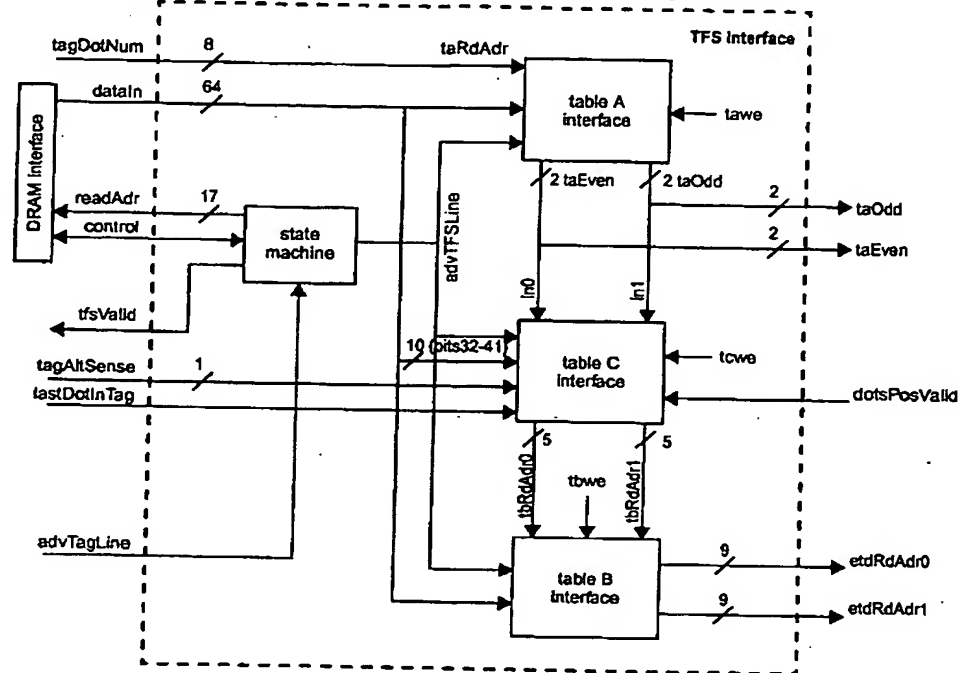 TFS Interface
tagDotNum
8
taRdAdr
dataIn
64
table A
interface
tawe
DRAM Interface
2 taEven
2 taOdd
2
taOdd
readAdr
17
control
state
machine
advTFSLine
2
taEven
In0
In1
tfsValid
10 (bits32-41)
table C
interface
tcwe
tagAltSense
1
lastDotInTag
dotsPosValid
5
5
tbRdAdr0
tbwe
tbRdAdr1
advTagLine
table B
interface
9
etdRdAdr0
9
etdRdAdr1